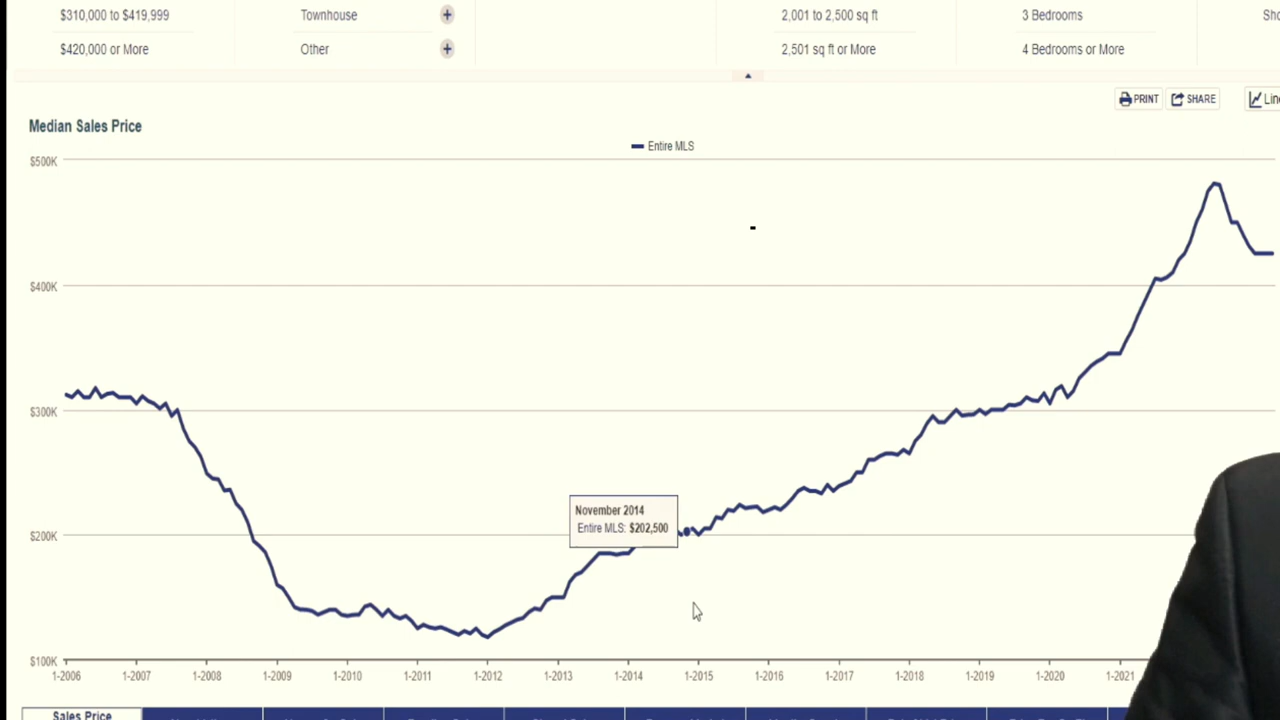 $310,000 to $419,999
Townhouse
2,001 to 2,500 sq ft
3 Bedrooms
$420,000 or More
Other
2,501 sq ft or More
4 Bedrooms or More
PRINT
SHARE
Median Sales Price
Entire MLS
$500K
$400K
$300K
$200K
$100K
November 2014
Entire MLS: $202,500
1-2006 1-2007 1-2008 1-2009 1-2010 1-2011 1-2012 1-2013 1-2014 1-2015 1-2016 1-2017 1-2018 1-2019 1-2020 1-2021
Sales Price